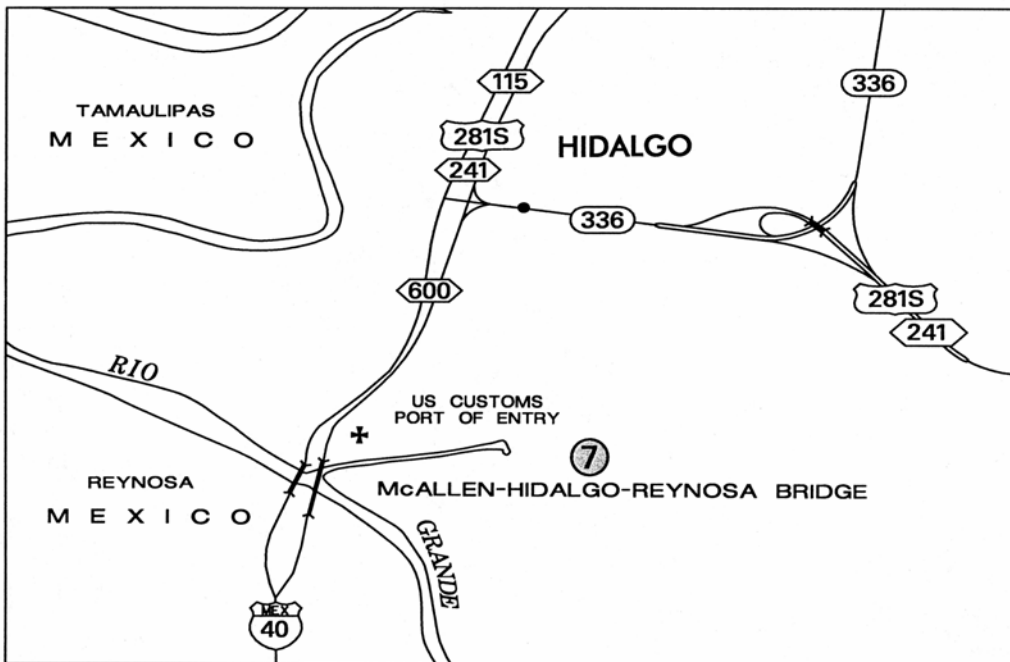 115
336
TAMAULIPAS
MEXICO
281S
HIDALGO
241
336
600
281S
241
RIO
US CUSTOMS
PORT OF ENTRY
7
McALLEN-HIDALGO-REYNOSA BRIDGE
REYNOSA
MEXICO
GRANDE
MEX
40